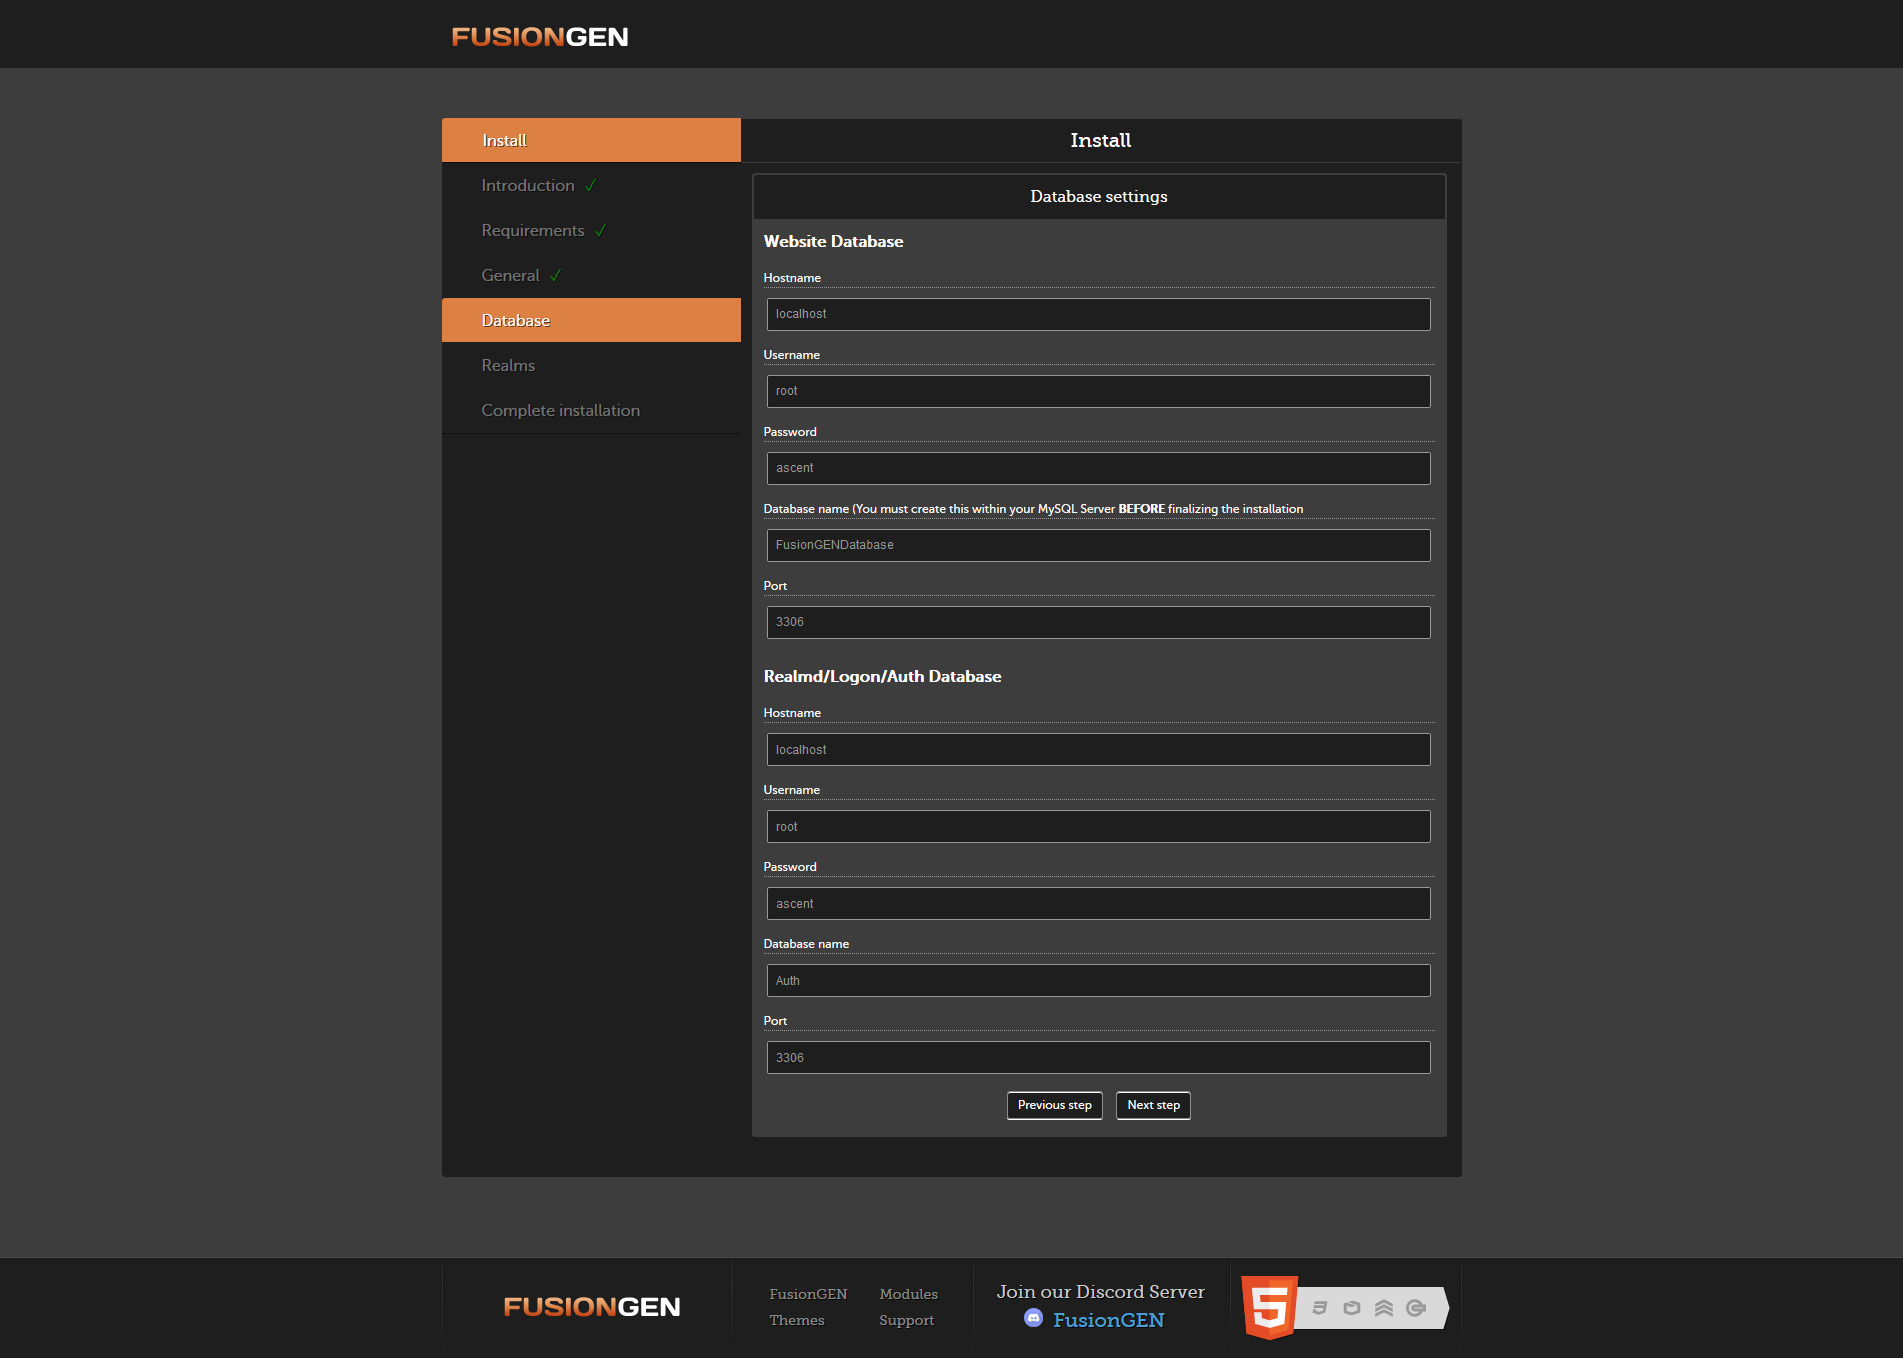 FUSIONGEN
Install
Introduction ✓
Requirements ✓
General ✓
Database
Realms
Complete installation
Install
Database settings
Website Database
Hostname
localhost
Username
root
Password
ascent
Database name (You must create this within your MySQL Server BEFORE finalizing the installation
FusionGENDatabase
Port
3306
Realmd/Logon/Auth Database
Hostname
localhost
Username
root
Password
ascent
Database name
Auth
Port
3306
Previous step
Next step
FUSIONGEN
FusionGEN
Modules
Themes
Support
Join our Discord Server
FusionGEN
5